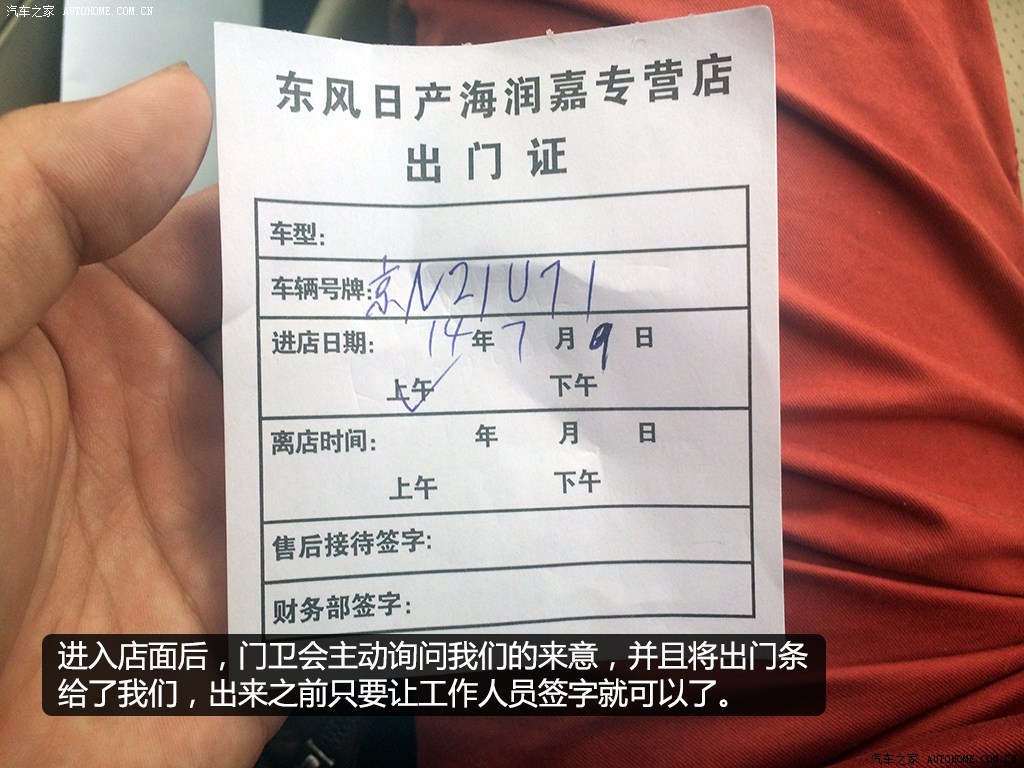 汽车之家 AUTOHOME.COM.CN
东风日产海润嘉专营店
出门证
车型:
车辆号牌:京N21U71
进店日期: 14年7月9日
上午 下午
离店时间: 年 月 日
上午 下午
售后接待签字:
财务部签字:
进入店面后，门卫会主动询问我们的来意，并且将出门条
给了我们，出来之前只要让工作人员签字就可以了。
汽车之家 AUTOHOME.COM.CN